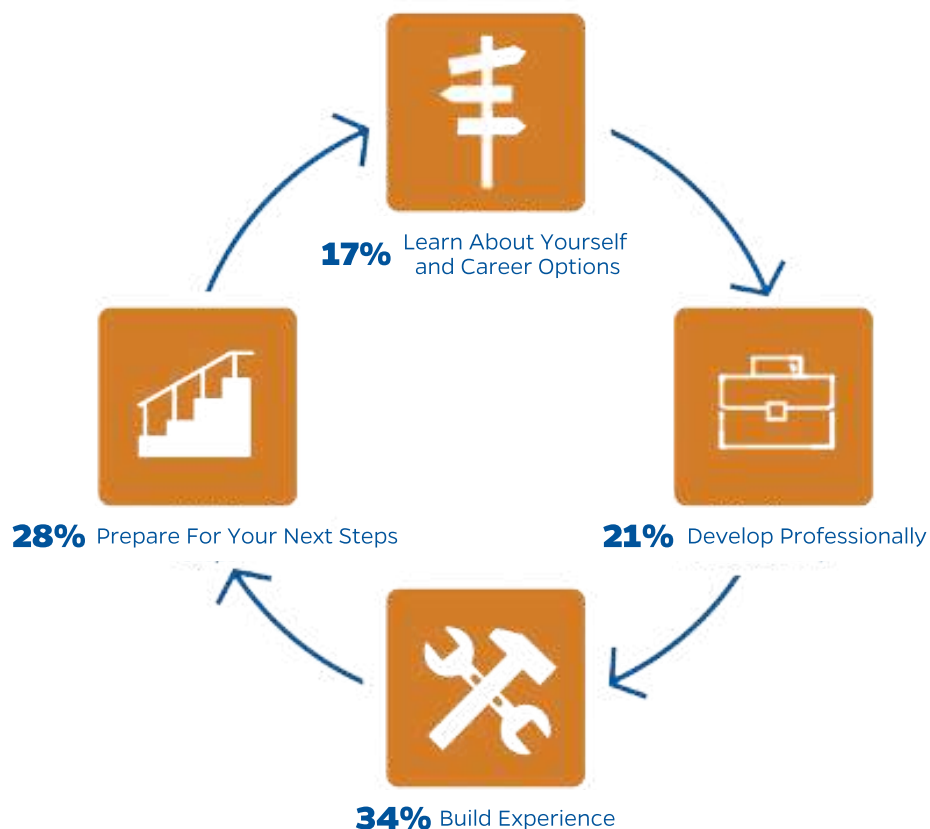 17% Learn About Yourself
and Career Options
28% Prepare For Your Next Steps
21% Develop Professionally
34% Build Experience